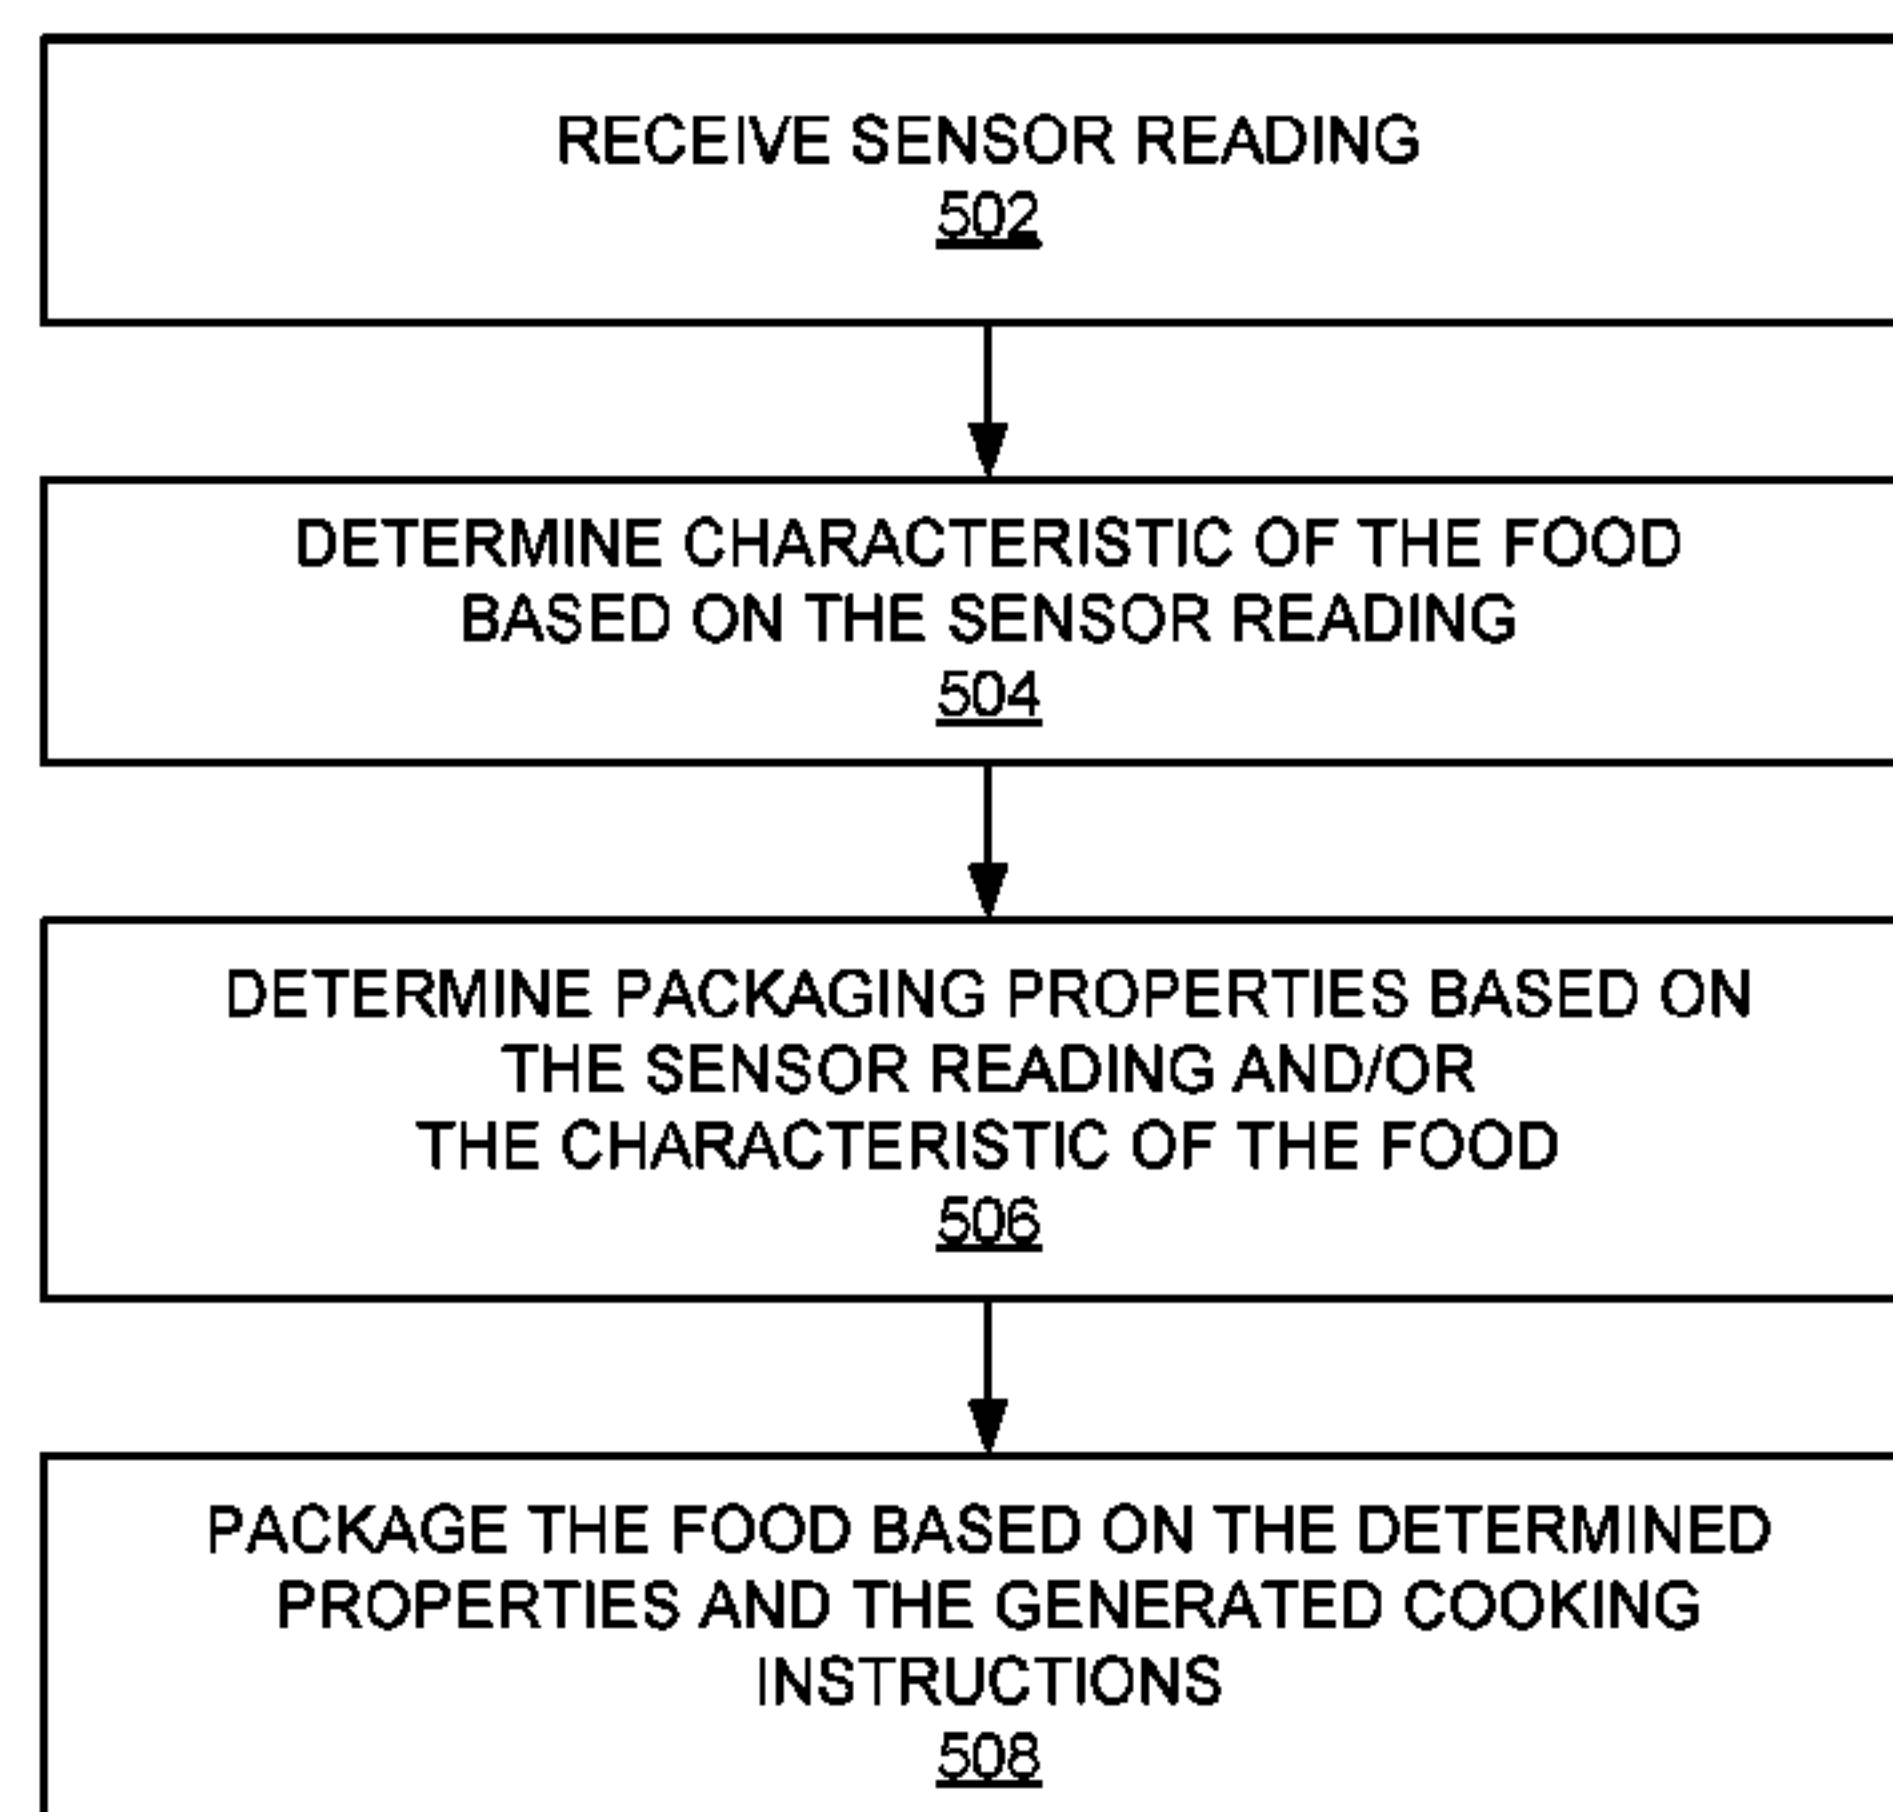 RECEIVE SENSOR READING
502
DETERMINE CHARACTERISTIC OF THE FOOD
BASED ON THE SENSOR READING
504
DETERMINE PACKAGING PROPERTIES BASED ON
THE SENSOR READING AND/OR
THE CHARACTERISTIC OF THE FOOD
506
PACKAGE THE FOOD BASED ON THE DETERMINED
PROPERTIES AND THE GENERATED COOKING
INSTRUCTIONS
508